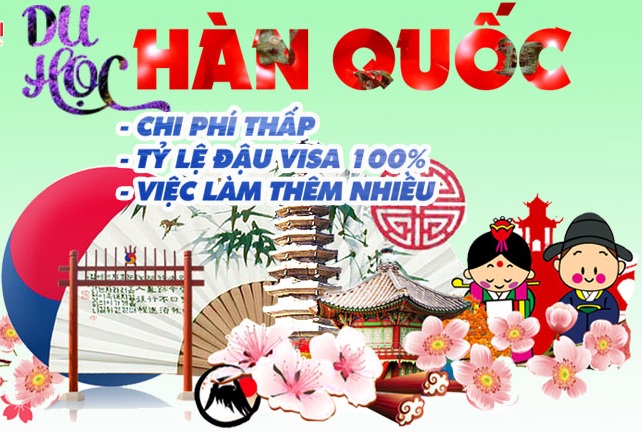 DU HỌC
HÀN QUỐC
- CHI PHÍ THẤP
- TỶ LỆ ĐẬU VISA 100%
- VIỆC LÀM THÊM NHIỀU